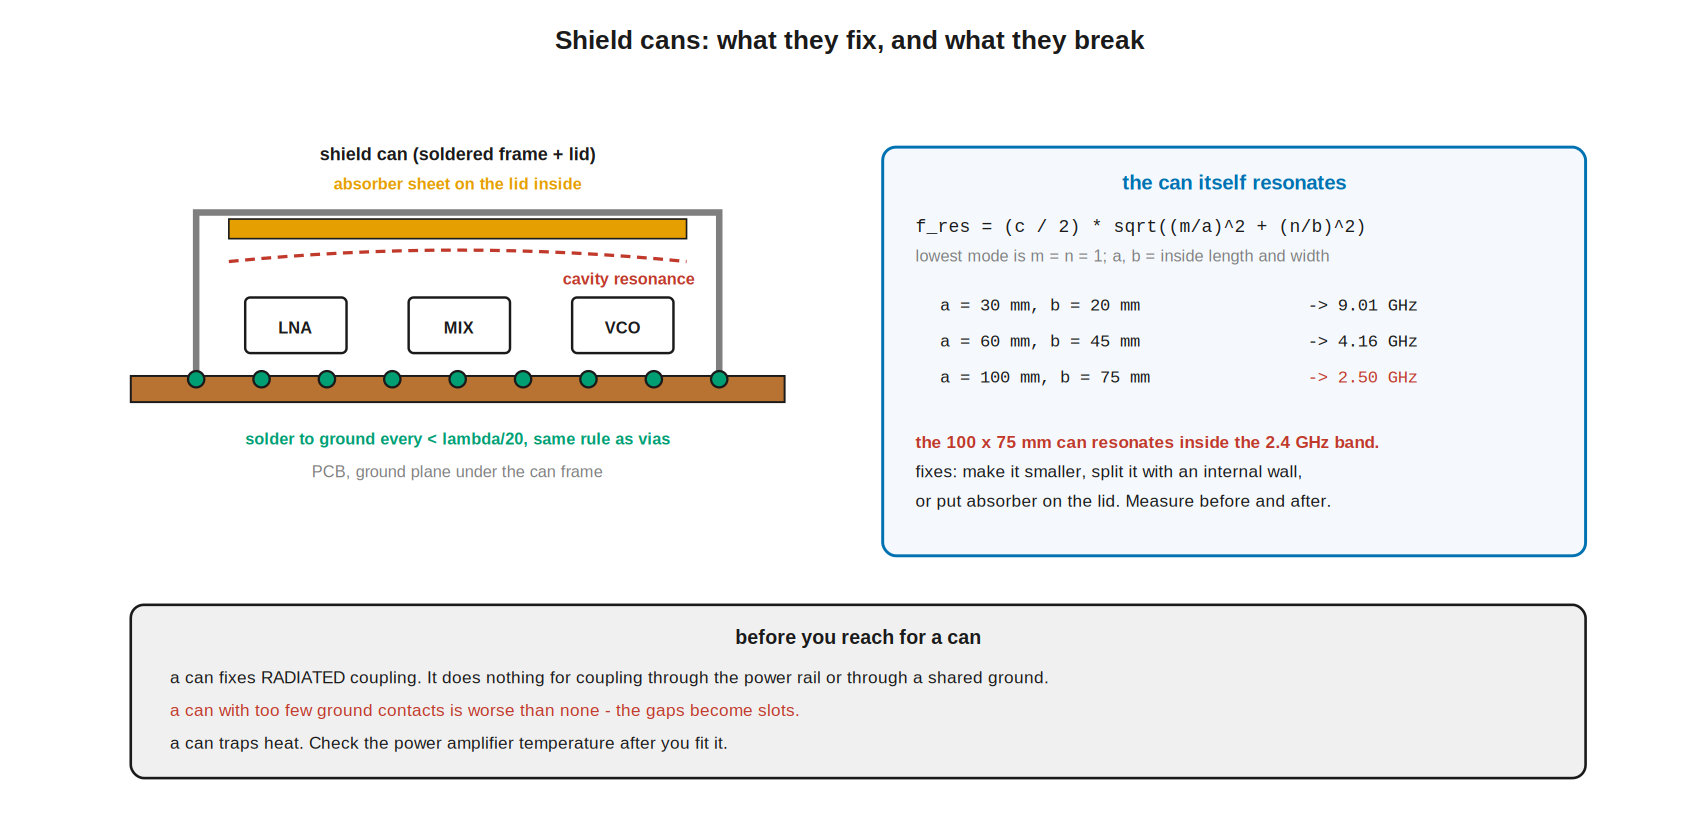 Shield cans: what they fix, and what they break
shield can (soldered frame + lid)
absorber sheet on the lid inside
cavity resonance
LNA
MIX
VCO
solder to ground every < lambda/20, same rule as vias
PCB, ground plane under the can frame
the can itself resonates
f_res = (c / 2) * sqrt((m/a)^2 + (n/b)^2)
lowest mode is m = n = 1; a, b = inside length and width
a = 30 mm, b = 20 mm -> 9.01 GHz
a = 60 mm, b = 45 mm -> 4.16 GHz
a = 100 mm, b = 75 mm -> 2.50 GHz
the 100 x 75 mm can resonates inside the 2.4 GHz band.
fixes: make it smaller, split it with an internal wall,
or put absorber on the lid. Measure before and after.
before you reach for a can
a can fixes RADIATED coupling. It does nothing for coupling through the power rail or through a shared ground.
a can with too few ground contacts is worse than none - the gaps become slots.
a can traps heat. Check the power amplifier temperature after you fit it.